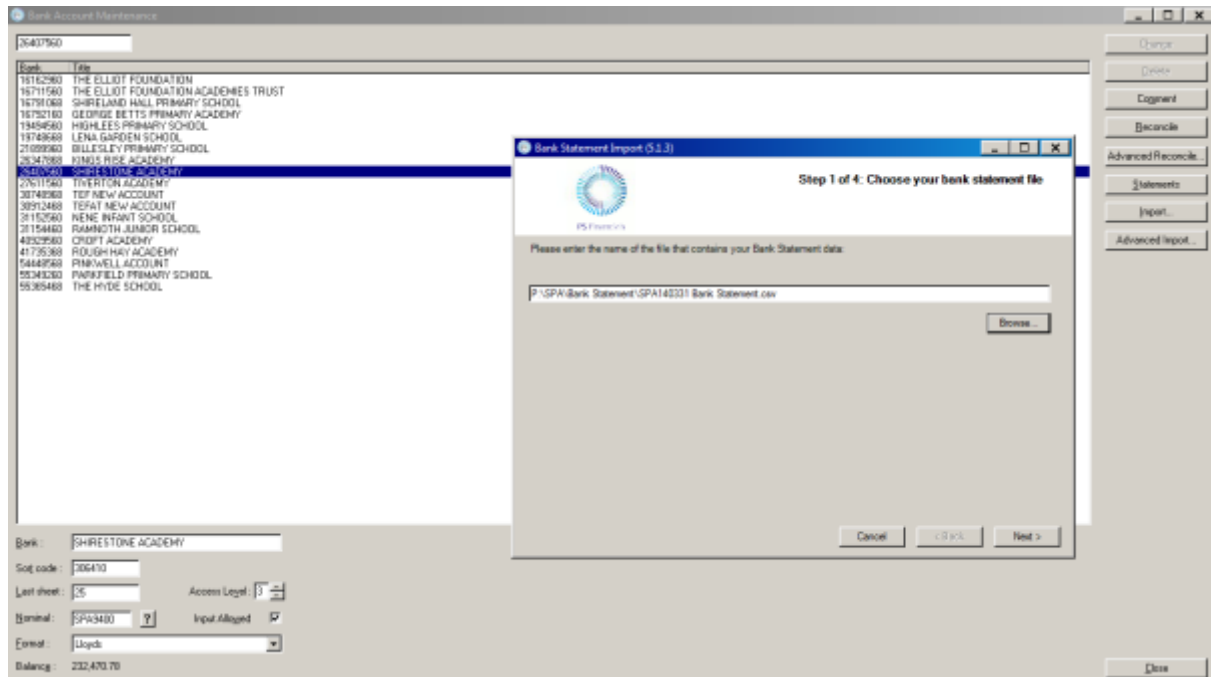 Bank Account Maintenance
26407560
Change
Bank Title
Delete
16162960 THE ELLIOT FOUNDATION
16711560 THE ELLIOT FOUNDATION ACADEMIES TRUST
16791068 SHIRELAND HALL PRIMARY SCHOOL
Comment
16792160 GEORGE BETTS PRIMARY ACADEMY
19484560 HIGHLEES PRIMARY SCHOOL
Reconcile
19748668 LENA GARDEN SCHOOL
21899960 BILLESLEY PRIMARY SCHOOL
26347868 KINGS RISE ACADEMY
Advanced Reconcile...
26407560 SHIRESTONE ACADEMY
27611560 TIVERTON ACADEMY
30748968 TEF NEW ACCOUNT
Statements
30912468 TEFAT NEW ACCOUNT
31152560 NENE INFANT SCHOOL
Import...
31154460 RAMNOTH JUNIOR SCHOOL
40929560 CROFT ACADEMY
Advanced Import...
41735368 ROUGH HAY ACADEMY
54448568 PINKWELL ACCOUNT
55349260 PARKFIELD PRIMARY SCHOOL
55365468 THE HYDE SCHOOL
Bank Statement Import (5.1.3)
Step 1 of 4: Choose your bank statement file
PS Financials
Please enter the name of the file that contains your Bank Statement data:
P:\SPA\Bank Statement\SPA140331 Bank Statement.csv
Browse...
Cancel < Back Next >
Bank : SHIRESTONE ACADEMY
Sort code : 306410
Last sheet : 25 Access Level : 3
Nominal : SPA9400 ? Input Allowed
Format : Lloyds
Balance : 232,470.78
Close